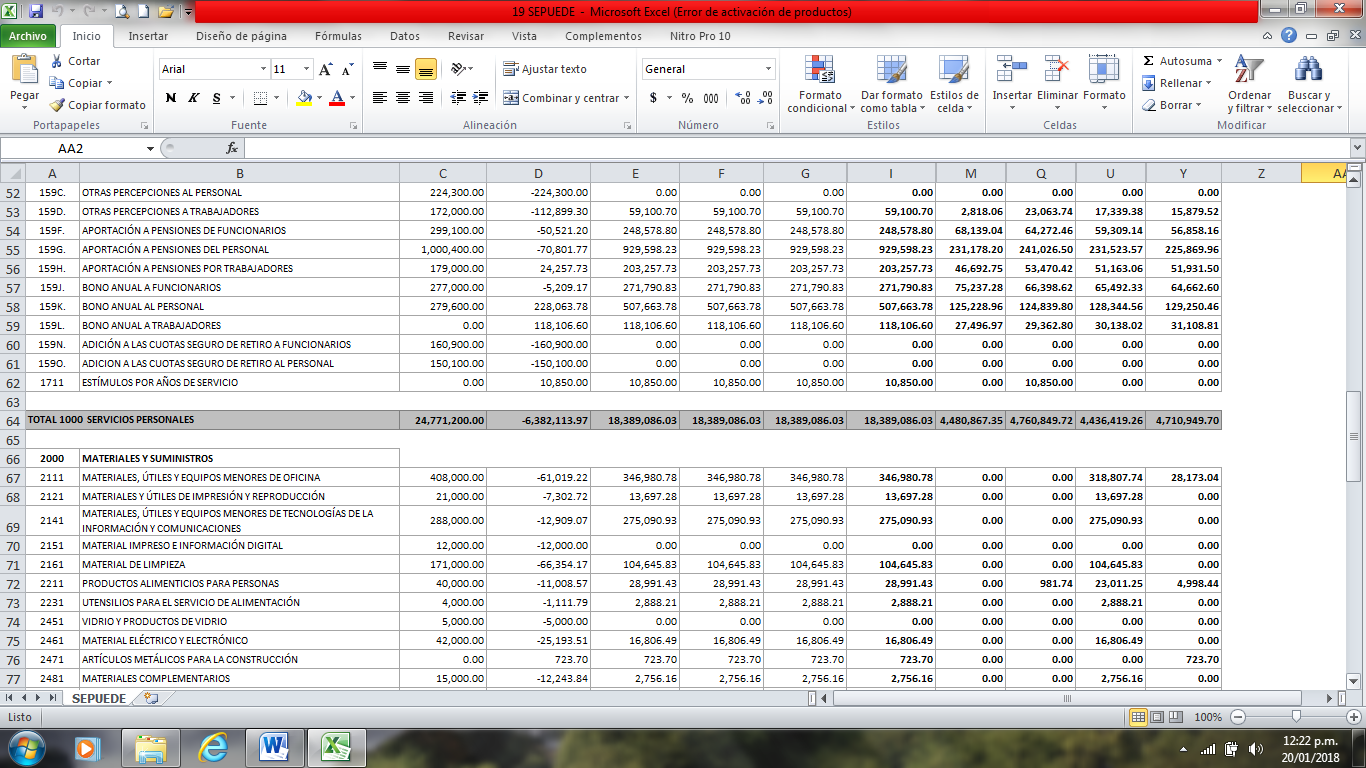 19 SEPUEDE - Microsoft Excel (Error de activación de productos)
Archivo Inicio Insertar Diseño de página Fórmulas Datos Revisar Vista Complementos Nitro Pro 10
Pegar Cortar Copiar Copiar formato Portapapeles
Arial 11 N K S Fuente
Ajustar texto Combinar y centrar Alineación
General $ % 000 Número
Formato condicional Dar formato como tabla Estilos de celda Estilos
Insertar Eliminar Formato Celdas
Autosuma Rellenar Borrar Ordenar y filtrar Buscar y seleccionar Modificar
AA2 fx
A B C D E F G I M Q U Y Z AA
52 159C. OTRAS PERCEPCIONES AL PERSONAL 224,300.00 -224,300.00 0.00 0.00 0.00 0.00 0.00 0.00 0.00 0.00
53 159D. OTRAS PERCEPCIONES A TRABAJADORES 172,000.00 -112,899.30 59,100.70 59,100.70 59,100.70 59,100.70 2,818.06 23,063.74 17,339.38 15,879.52
54 159F. APORTACIÓN A PENSIONES DE FUNCIONARIOS 299,100.00 -50,521.20 248,578.80 248,578.80 248,578.80 248,578.80 68,139.04 64,272.46 59,309.14 56,858.16
55 159G. APORTACIÓN A PENSIONES DEL PERSONAL 1,000,400.00 -70,801.77 929,598.23 929,598.23 929,598.23 929,598.23 231,178.20 241,026.50 231,523.57 225,869.96
56 159H. APORTACIÓN A PENSIONES POR TRABAJADORES 179,000.00 24,257.73 203,257.73 203,257.73 203,257.73 203,257.73 46,692.75 53,470.42 51,163.06 51,931.50
57 159J. BONO ANUAL A FUNCIONARIOS 277,000.00 -5,209.17 271,790.83 271,790.83 271,790.83 271,790.83 75,237.28 66,398.62 65,492.33 64,662.60
58 159K. BONO ANUAL AL PERSONAL 279,600.00 228,063.78 507,663.78 507,663.78 507,663.78 507,663.78 125,228.96 124,839.80 128,344.56 129,250.46
59 159L. BONO ANUAL A TRABAJADORES 0.00 118,106.60 118,106.60 118,106.60 118,106.60 118,106.60 27,496.97 29,362.80 30,138.02 31,108.81
60 159N. ADICIÓN A LAS CUOTAS SEGURO DE RETIRO A FUNCIONARIOS 160,900.00 -160,900.00 0.00 0.00 0.00 0.00 0.00 0.00 0.00 0.00
61 159O. ADICION A LAS CUOTAS SEGURO DE RETIRO AL PERSONAL 150,100.00 -150,100.00 0.00 0.00 0.00 0.00 0.00 0.00 0.00 0.00
62 1711 ESTÍMULOS POR AÑOS DE SERVICIO 0.00 10,850.00 10,850.00 10,850.00 10,850.00 10,850.00 0.00 10,850.00 0.00 0.00
63
64 TOTAL 1000 SERVICIOS PERSONALES 24,771,200.00 -6,382,113.97 18,389,086.03 18,389,086.03 18,389,086.03 18,389,086.03 4,480,867.35 4,760,849.72 4,436,419.26 4,710,949.70
65
66 2000 MATERIALES Y SUMINISTROS
67 2111 MATERIALES, ÚTILES Y EQUIPOS MENORES DE OFICINA 408,000.00 -61,019.22 346,980.78 346,980.78 346,980.78 346,980.78 0.00 0.00 318,807.74 28,173.04
68 2121 MATERIALES Y ÚTILES DE IMPRESIÓN Y REPRODUCCIÓN 21,000.00 -7,302.72 13,697.28 13,697.28 13,697.28 13,697.28 0.00 0.00 13,697.28 0.00
69 2141 MATERIALES, ÚTILES Y EQUIPOS MENORES DE TECNOLOGÍAS DE LA
INFORMACIÓN Y COMUNICACIONES 288,000.00 -12,909.07 275,090.93 275,090.93 275,090.93 275,090.93 0.00 0.00 275,090.93 0.00
70 2151 MATERIAL IMPRESO E INFORMACIÓN DIGITAL 12,000.00 -12,000.00 0.00 0.00 0.00 0.00 0.00 0.00 0.00 0.00
71 2161 MATERIAL DE LIMPIEZA 171,000.00 -66,354.17 104,645.83 104,645.83 104,645.83 104,645.83 0.00 0.00 104,645.83 0.00
72 2211 PRODUCTOS ALIMENTICIOS PARA PERSONAS 40,000.00 -11,008.57 28,991.43 28,991.43 28,991.43 28,991.43 0.00 981.74 23,011.25 4,998.44
73 2231 UTENSILIOS PARA EL SERVICIO DE ALIMENTACIÓN 4,000.00 -1,111.79 2,888.21 2,888.21 2,888.21 2,888.21 0.00 0.00 2,888.21 0.00
74 2451 VIDRIO Y PRODUCTOS DE VIDRIO 5,000.00 -5,000.00 0.00 0.00 0.00 0.00 0.00 0.00 0.00 0.00
75 2461 MATERIAL ELÉCTRICO Y ELECTRÓNICO 42,000.00 -25,193.51 16,806.49 16,806.49 16,806.49 16,806.49 0.00 0.00 16,806.49 0.00
76 2471 ARTÍCULOS METÁLICOS PARA LA CONSTRUCCIÓN 0.00 723.70 723.70 723.70 723.70 723.70 0.00 0.00 0.00 723.70
77 2481 MATERIALES COMPLEMENTARIOS 15,000.00 -12,243.84 2,756.16 2,756.16 2,756.16 2,756.16 0.00 0.00 2,756.16 0.00
SEPUEDE
Listo 100%
12:22 p.m.
20/01/2018